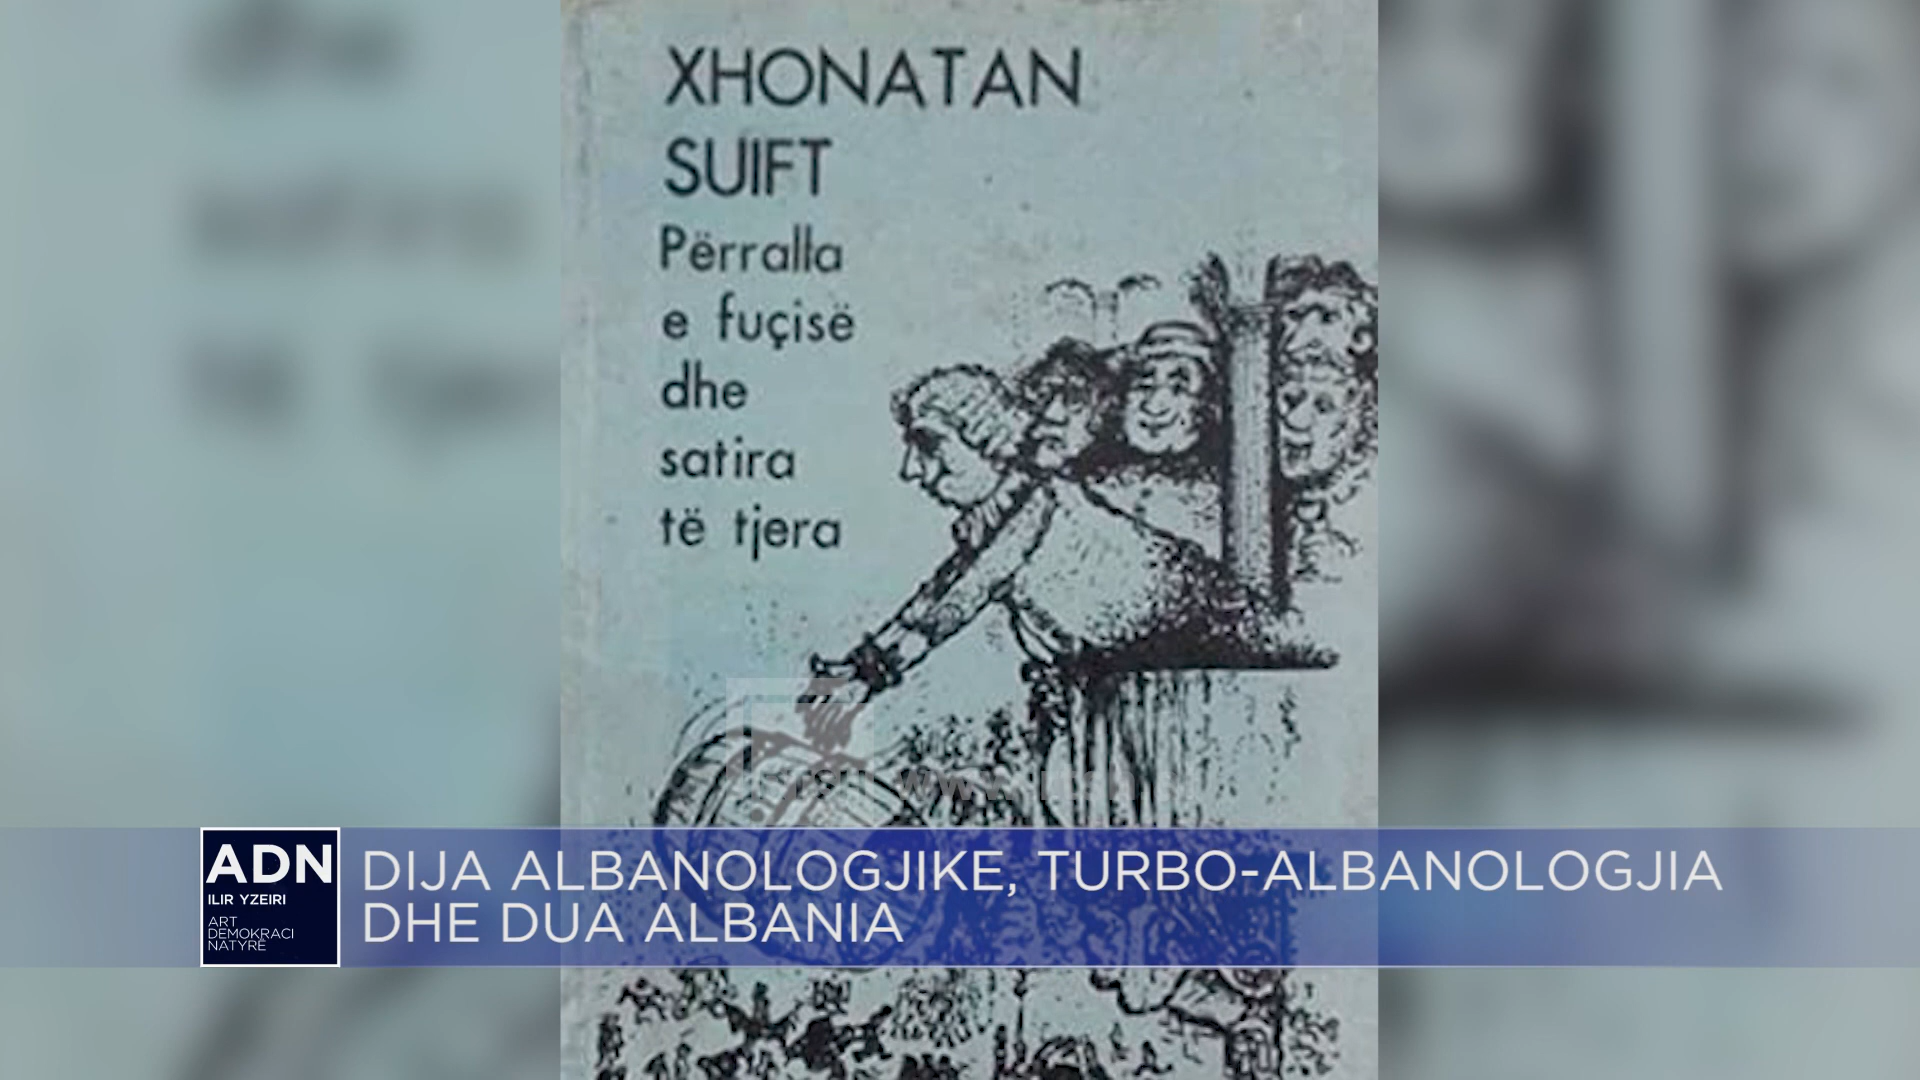 XHONATAN
SUIFT
Përralla
e fuçisë
dhe
satira
të tjera
ADN
ILIR YZEIRI
ART
DEMOKRACI
NATYRË
DIJA ALBANOLOGJIKE, TURBO-ALBANOLOGJIA
DHE DUA ALBANIA